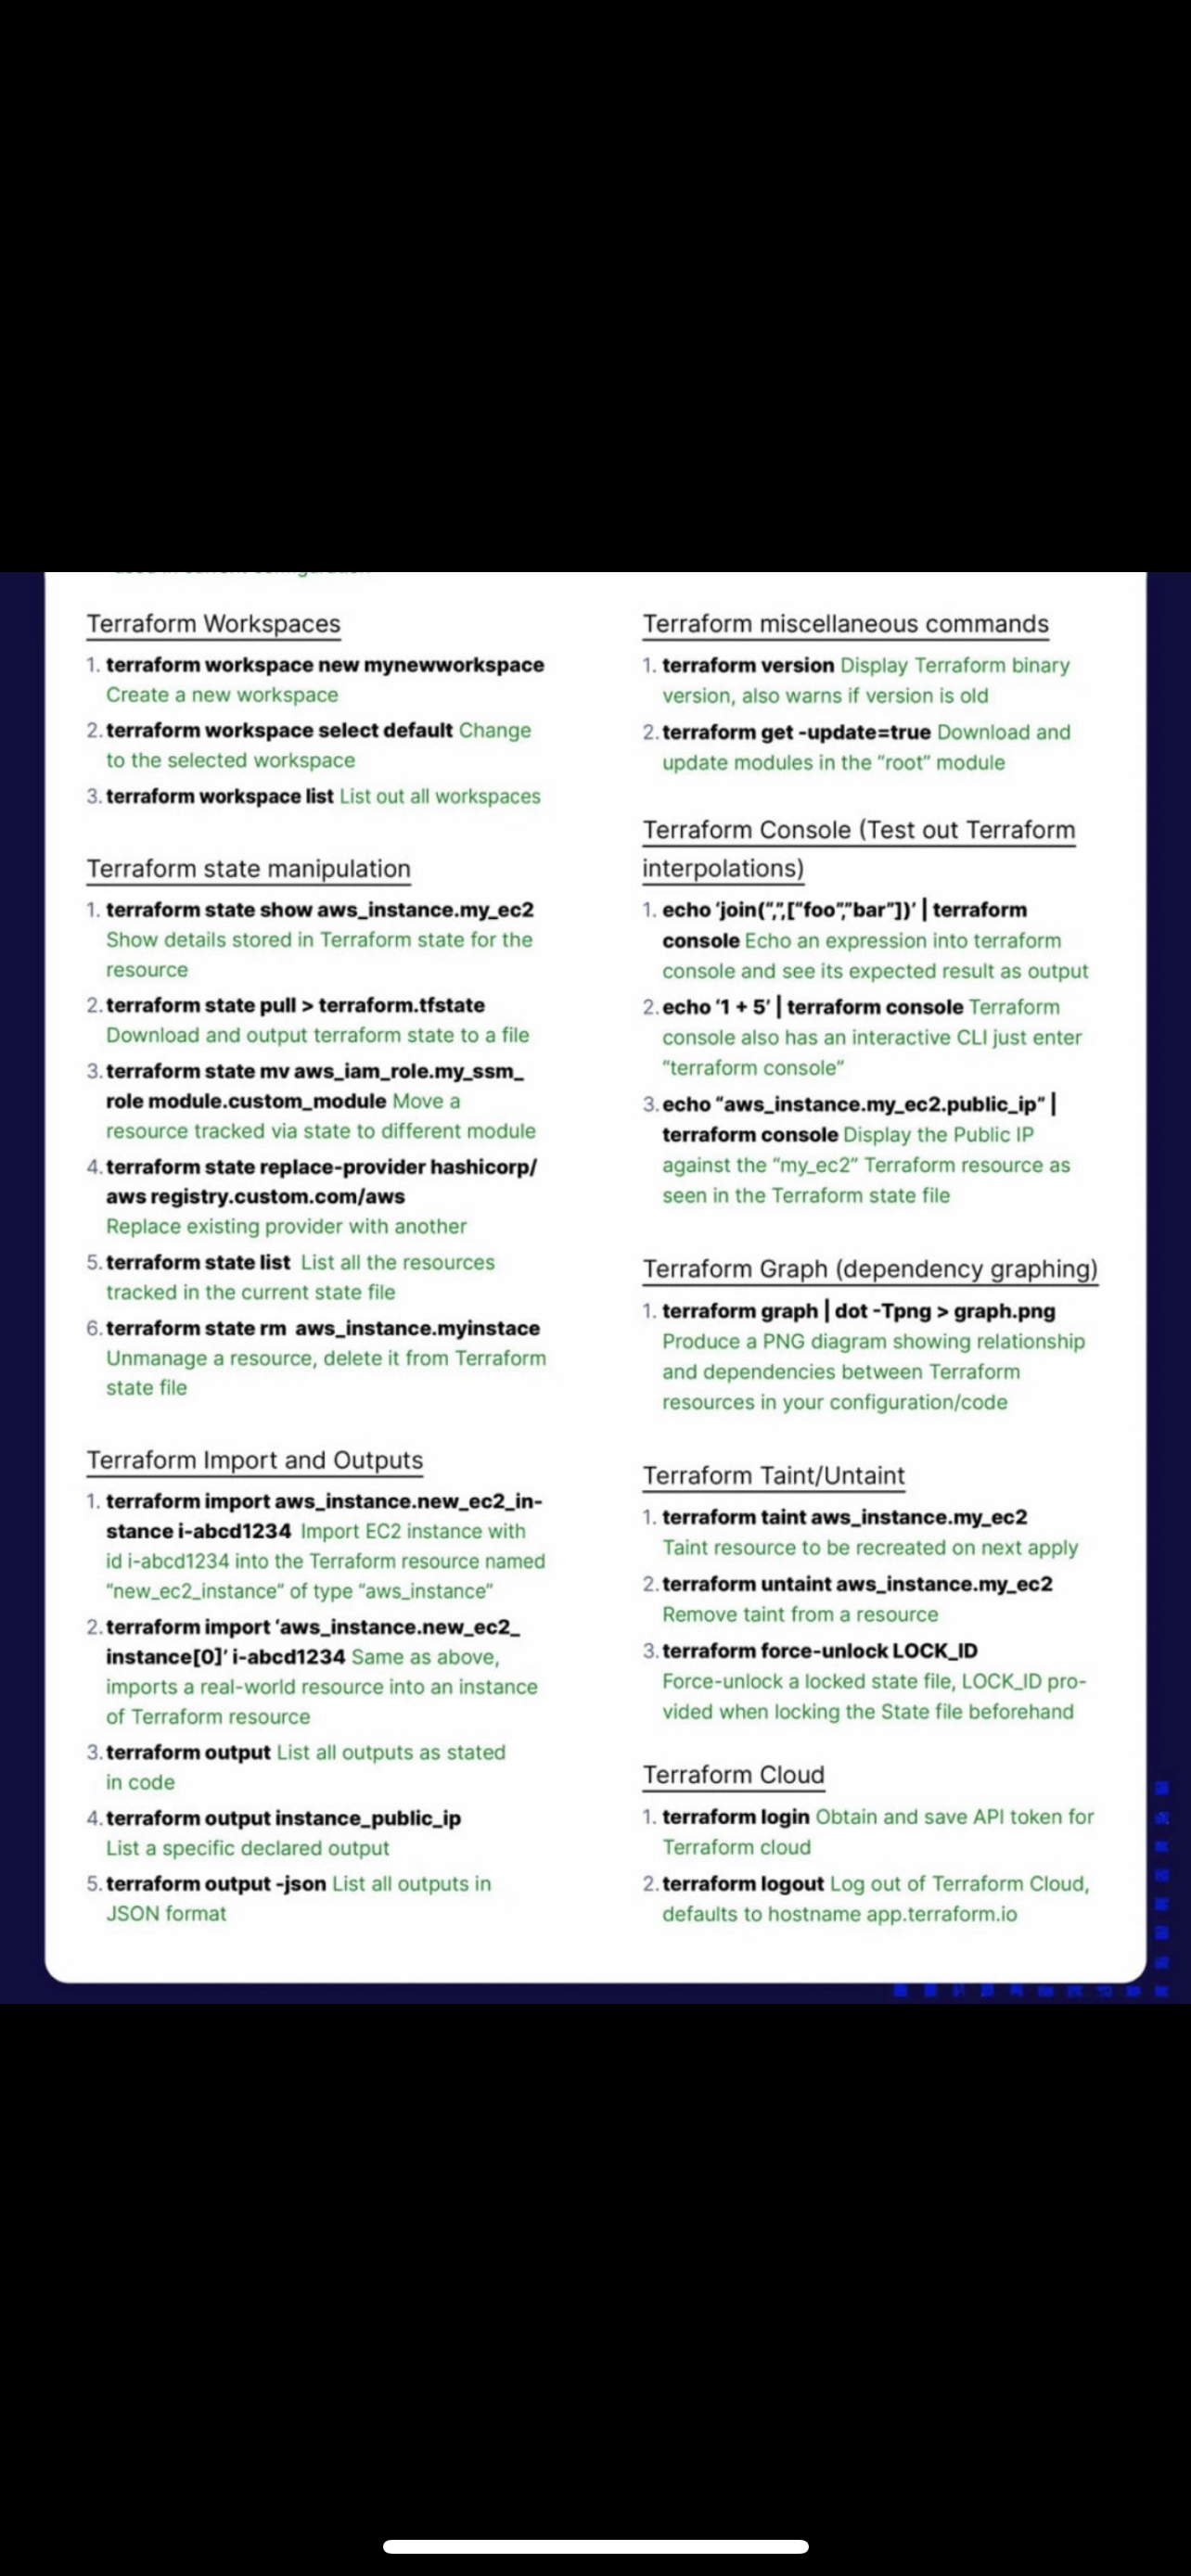 used in current configuration
Terraform Workspaces
1. terraform workspace new mynewworkspace
Create a new workspace
2. terraform workspace select default Change
to the selected workspace
3. terraform workspace list List out all workspaces
Terraform state manipulation
1. terraform state show aws_instance.my_ec2
Show details stored in Terraform state for the
resource
2. terraform state pull > terraform.tfstate
Download and output terraform state to a file
3. terraform state mv aws_iam_role.my_ssm_
role module.custom_module Move a
resource tracked via state to different module
4. terraform state replace-provider hashicorp/
aws registry.custom.com/aws
Replace existing provider with another
5. terraform state list List all the resources
tracked in the current state file
6. terraform state rm aws_instance.myinstace
Unmanage a resource, delete it from Terraform
state file
Terraform Import and Outputs
1. terraform import aws_instance.new_ec2_in-
stance i-abcd1234 Import EC2 instance with
id i-abcd1234 into the Terraform resource named
“new_ec2_instance” of type “aws_instance”
2. terraform import ‘aws_instance.new_ec2_
instance[0]’ i-abcd1234 Same as above,
imports a real-world resource into an instance
of Terraform resource
3. terraform output List all outputs as stated
in code
4. terraform output instance_public_ip
List a specific declared output
5. terraform output -json List all outputs in
JSON format
Terraform miscellaneous commands
1. terraform version Display Terraform binary
version, also warns if version is old
2. terraform get -update=true Download and
update modules in the “root” module
Terraform Console (Test out Terraform
interpolations)
1. echo ‘join(“,”,[“foo”,”bar”])’ | terraform
console Echo an expression into terraform
console and see its expected result as output
2. echo ‘1 + 5’ | terraform console Terraform
console also has an interactive CLI just enter
“terraform console”
3. echo “aws_instance.my_ec2.public_ip” |
terraform console Display the Public IP
against the “my_ec2” Terraform resource as
seen in the Terraform state file
Terraform Graph (dependency graphing)
1. terraform graph | dot -Tpng > graph.png
Produce a PNG diagram showing relationship
and dependencies between Terraform
resources in your configuration/code
Terraform Taint/Untaint
1. terraform taint aws_instance.my_ec2
Taint resource to be recreated on next apply
2. terraform untaint aws_instance.my_ec2
Remove taint from a resource
3. terraform force-unlock LOCK_ID
Force-unlock a locked state file, LOCK_ID pro-
vided when locking the State file beforehand
Terraform Cloud
1. terraform login Obtain and save API token for
Terraform cloud
2. terraform logout Log out of Terraform Cloud,
defaults to hostname app.terraform.io